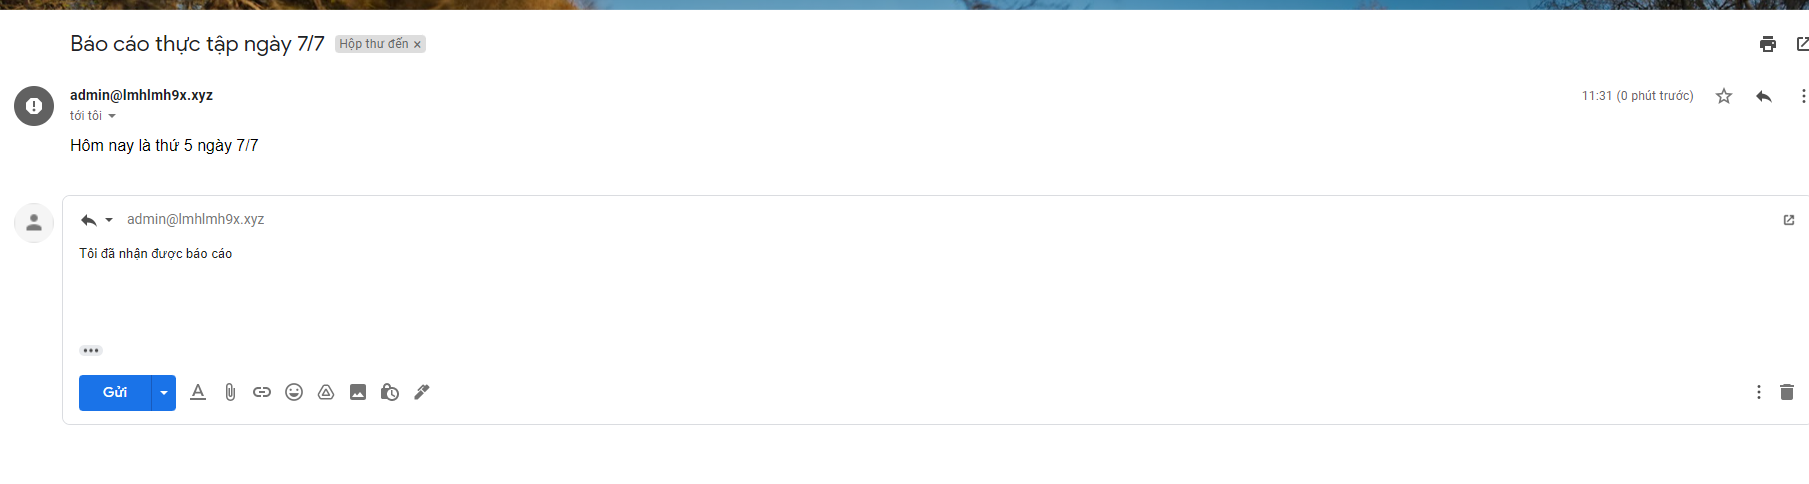 Báo cáo thực tập ngày 7/7 Hộp thư đến ×
admin@lmhlmh9x.xyz 11:31 (0 phút trước)
tới tôi
Hôm nay là thứ 5 ngày 7/7
admin@lmhlmh9x.xyz
Tôi đã nhận được báo cáo
Gửi